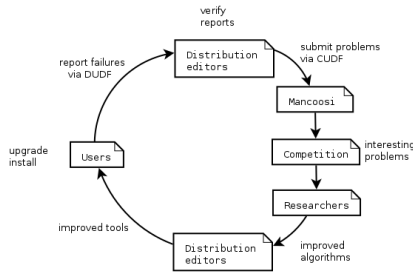 verify
reports
Distribution
editors
submit problems
via CUDF
Mancoosi
Competition
interesting
problems
Researchers
improved
algorithms
Distribution
editors
improved tools
Users
upgrade
install
report failures
via DUDF